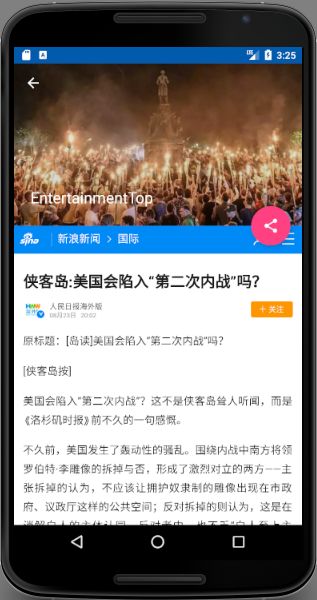 3:25
EntertainmentTop
sina 新浪新闻 > 国际
侠客岛:美国会陷入“第二次内战”吗?
人民日报海外版
08月23日 20:02
+ 关注
原标题：[岛读]美国会陷入“第二次内战”吗?
[侠客岛按]
美国会陷入“第二次内战”？这不是侠客岛耸人听闻，而是
《洛杉矶时报》前不久的一句感慨。
不久前，美国发生了轰动性的骚乱。围绕内战中南方将领
罗伯特·李雕像的拆掉与否，形成了激烈对立的两方——主
张拆掉的认为，不应该让拥护奴隶制的雕像出现在市政
府、议政厅这样的公共空间；反对拆掉的则认为，这是在